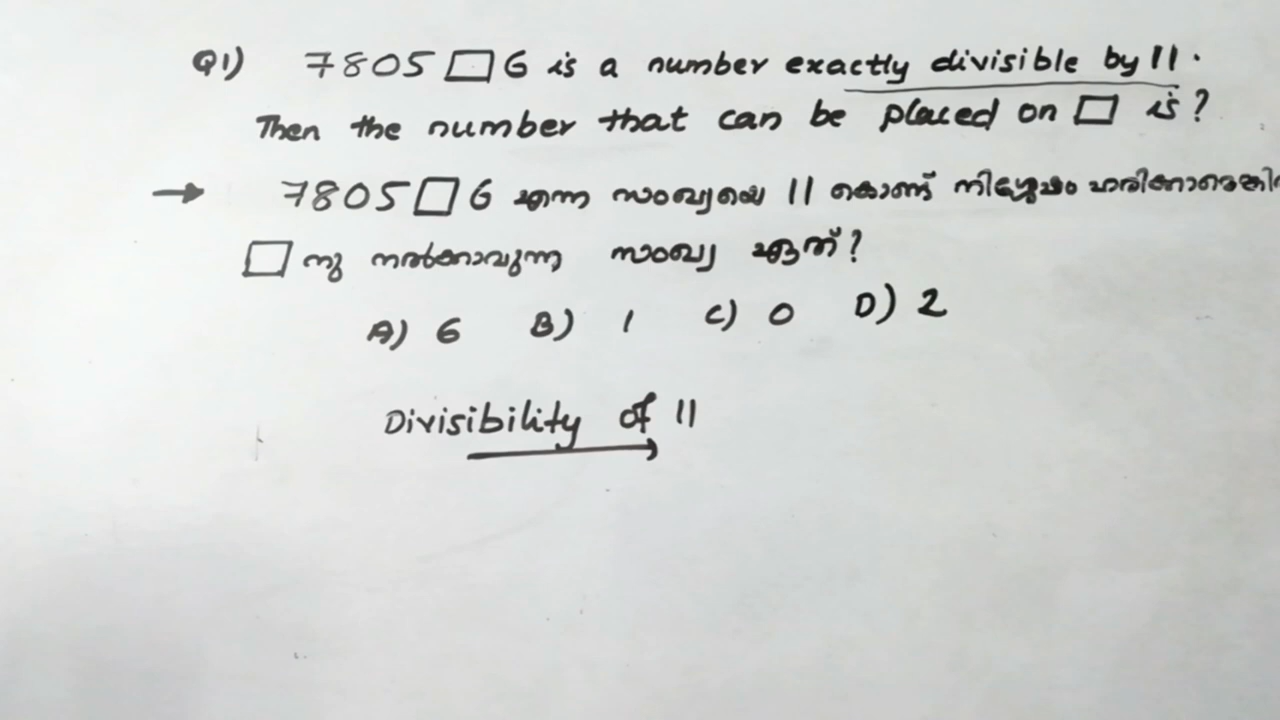 Q1) 7805 □ 6 is a number exactly divisible by 11.
Then the number that can be placed on □ is?
→ 7805 □ 6 എന്ന സംഖ്യയെ 11 കൊണ്ട് നിശ്ശേഷം
□ നു നൽകാവുന്ന സംഖ്യ ഏത്?
A) 6 B) 1 C) 0 D) 2
Divisibility of 11